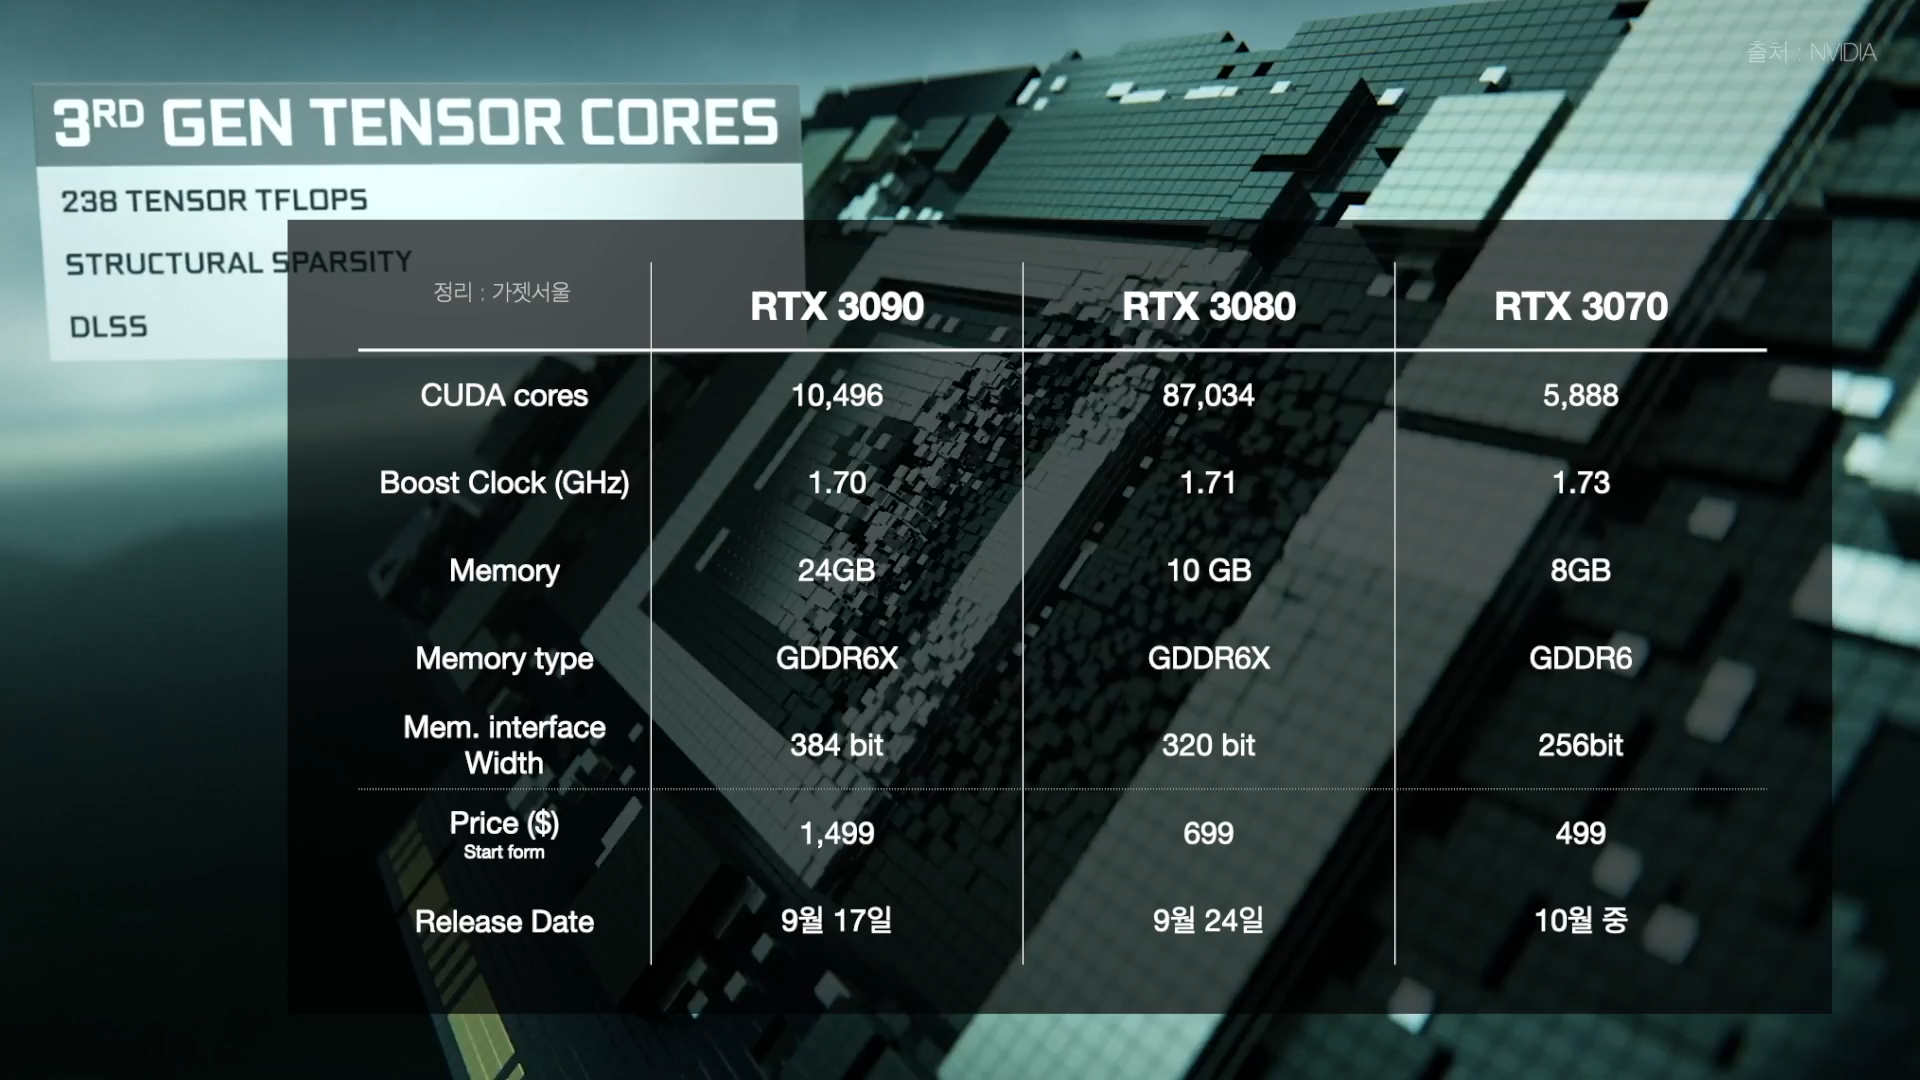 출처 : NVIDIA
3RD GEN TENSOR CORES
238 TENSOR TFLOPS
STRUCTURAL SPARSITY
DLSS
정리 : 가젯서울
RTX 3090
RTX 3080
RTX 3070
CUDA cores
10,496
87,034
5,888
Boost Clock (GHz)
1.70
1.71
1.73
Memory
24GB
10 GB
8GB
Memory type
GDDR6X
GDDR6X
GDDR6
Mem. interface
Width
384 bit
320 bit
256bit
Price ($)
Start form
1,499
699
499
Release Date
9월 17일
9월 24일
10월 중